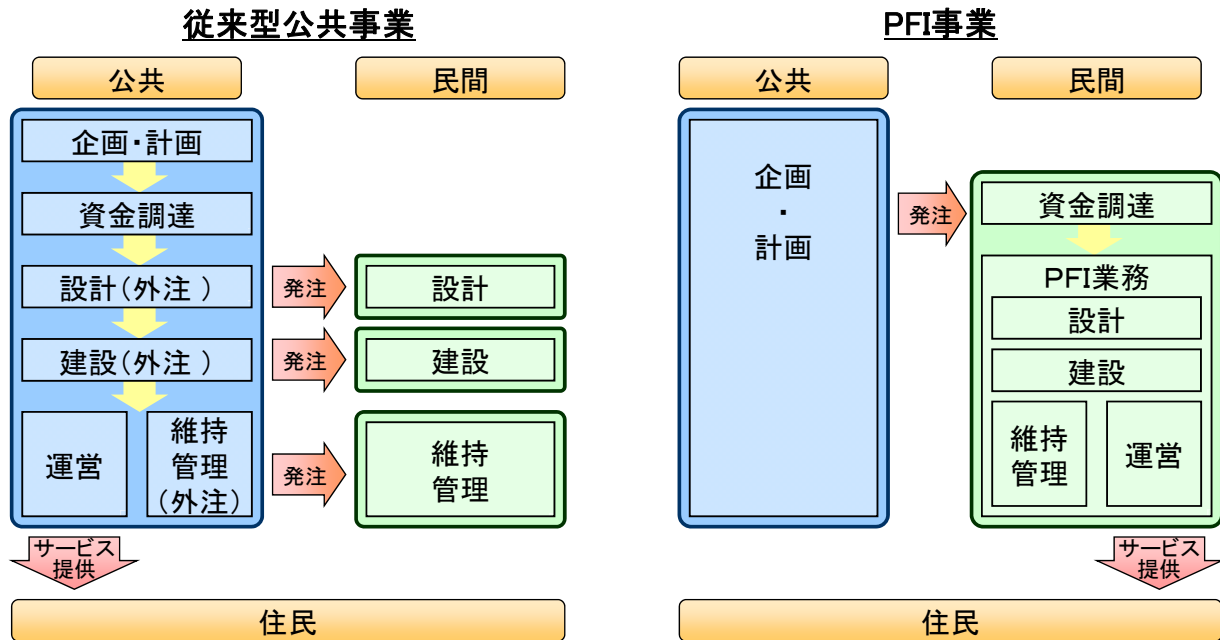 従来型公共事業
公共
民間
企画・計画
資金調達
設計(外注 )
発注
設計
建設(外注 )
発注
建設
運営
維持
管理
(外注)
発注
維持
管理
サービス
提供
住民
PFI事業
公共
民間
企画
・
計画
発注
資金調達
PFI業務
設計
建設
維持
管理
運営
サービス
提供
住民